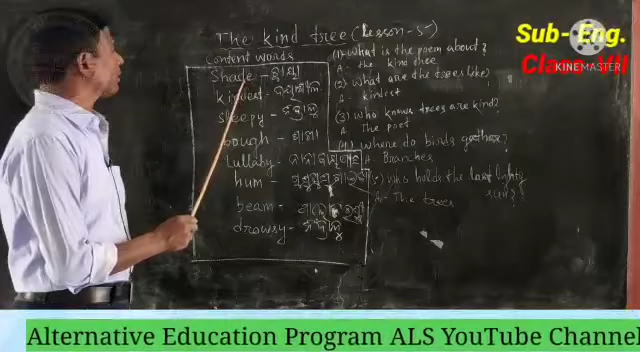 The kind tree (Lesson-5)
content words
Shade - ଛାୟା
kindest - ଦୟାଶୀଳ
sleepy -
bough - ଶାଖା
Lullaby -
hum -
beam -
drowsy -
(1) What is the poem about?
A - the kind tree
(2) What are the trees like)
A - kindest
(3) Who knows trees are kind?
A. The poet
(4) where do birds gather?
A - Branches
who holds the last light
A - The trees
Sub- Eng.
Class- VII
KINEMASTER
Alternative Education Program ALS YouTube Channel